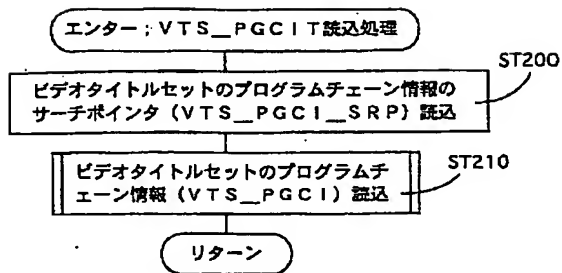 エンター；VTS__PGCIT読込処理
ST200
ビデオタイトルセットのプログラムチェーン情報の
サーチポインタ（VTS__PGCI__SRP）読込
ST210
ビデオタイトルセットのプログラムチ
ェーン情報（VTS__PGCI）読込
リターン